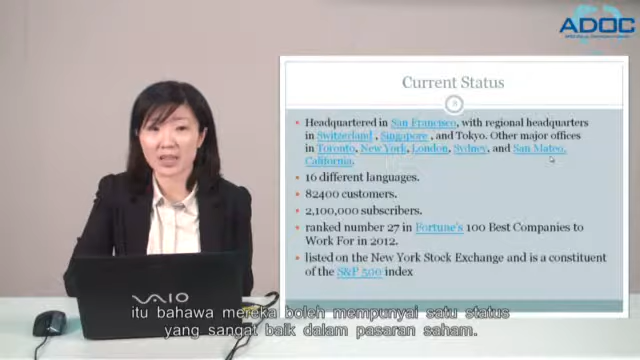 ADOC
Current Status
8
Headquartered in San Francisco, with regional headquarters
in Switzerland , Singapore , and Tokyo. Other major offices
in Toronto, New York, London, Sydney, and San Mateo,
California.
16 different languages.
82400 customers.
2,100,000 subscribers.
ranked number 27 in Fortune's 100 Best Companies to
Work For in 2012.
listed on the New York Stock Exchange and is a constituent
of the S&P 500 index
VAIO
itu bahawa mereka boleh mempunyai satu status
yang sangat baik dalam pasaran saham.